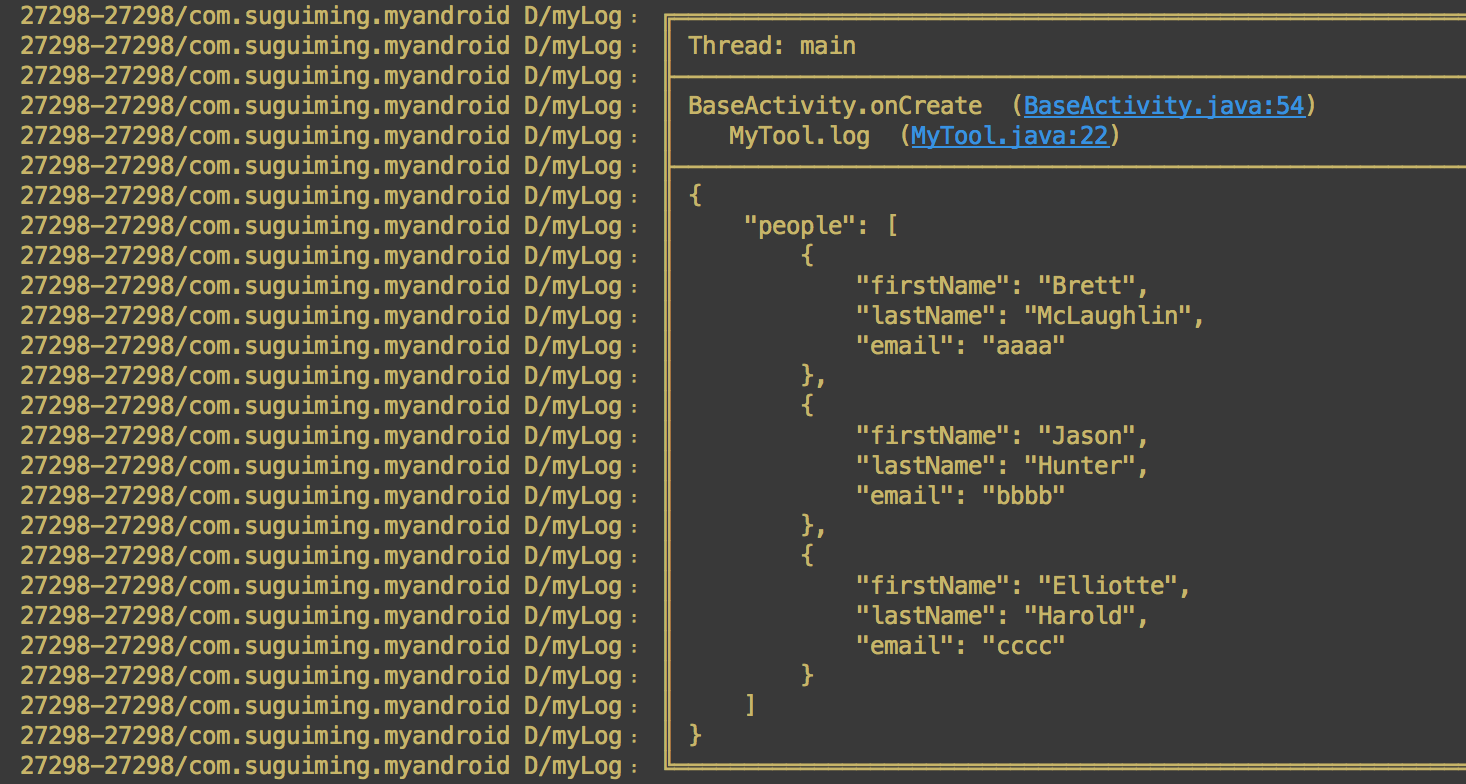 27298-27298/com.suguiming.myandroid D/myLog: ╔════════════════════════════════
27298-27298/com.suguiming.myandroid D/myLog: ║ Thread: main
27298-27298/com.suguiming.myandroid D/myLog: ╟────────────────────────────────
27298-27298/com.suguiming.myandroid D/myLog: ║ BaseActivity.onCreate  (BaseActivity.java:54)
27298-27298/com.suguiming.myandroid D/myLog: ║    MyTool.log  (MyTool.java:22)
27298-27298/com.suguiming.myandroid D/myLog: ╟────────────────────────────────
27298-27298/com.suguiming.myandroid D/myLog: ║ {
27298-27298/com.suguiming.myandroid D/myLog: ║     "people": [
27298-27298/com.suguiming.myandroid D/myLog: ║         {
27298-27298/com.suguiming.myandroid D/myLog: ║             "firstName": "Brett",
27298-27298/com.suguiming.myandroid D/myLog: ║             "lastName": "McLaughlin",
27298-27298/com.suguiming.myandroid D/myLog: ║             "email": "aaaa"
27298-27298/com.suguiming.myandroid D/myLog: ║         },
27298-27298/com.suguiming.myandroid D/myLog: ║         {
27298-27298/com.suguiming.myandroid D/myLog: ║             "firstName": "Jason",
27298-27298/com.suguiming.myandroid D/myLog: ║             "lastName": "Hunter",
27298-27298/com.suguiming.myandroid D/myLog: ║             "email": "bbbb"
27298-27298/com.suguiming.myandroid D/myLog: ║         },
27298-27298/com.suguiming.myandroid D/myLog: ║         {
27298-27298/com.suguiming.myandroid D/myLog: ║             "firstName": "Elliotte",
27298-27298/com.suguiming.myandroid D/myLog: ║             "lastName": "Harold",
27298-27298/com.suguiming.myandroid D/myLog: ║             "email": "cccc"
27298-27298/com.suguiming.myandroid D/myLog: ║         }
27298-27298/com.suguiming.myandroid D/myLog: ║     ]
27298-27298/com.suguiming.myandroid D/myLog: ║ }
27298-27298/com.suguiming.myandroid D/myLog: ╚════════════════════════════════